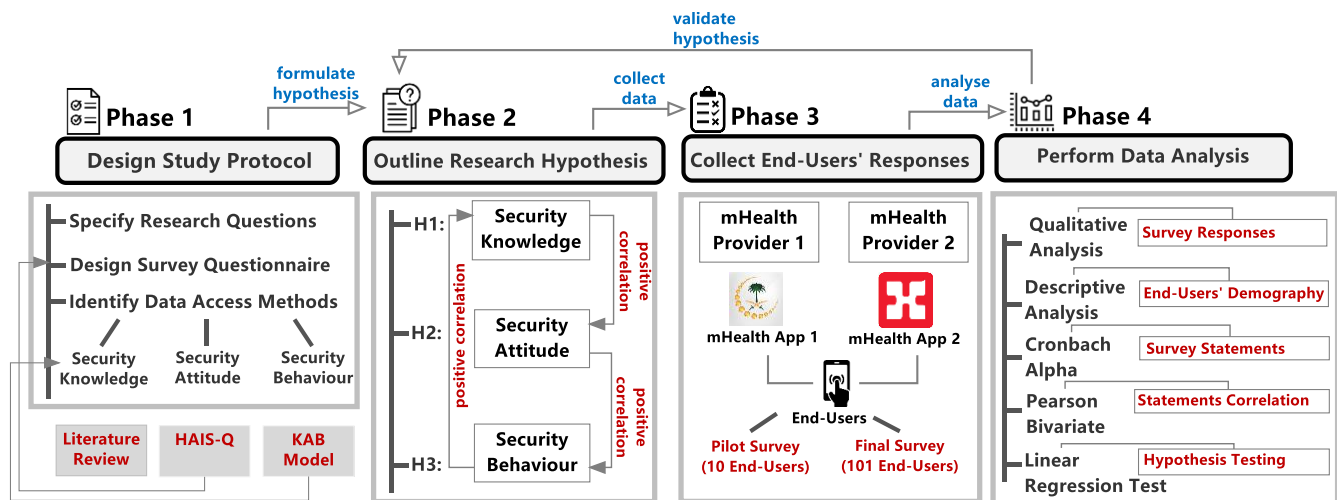 validate
hypothesis
formulate
hypothesis
collect
data
analyse
data
Phase 1
Phase 2
Phase 3
Phase 4
Design Study Protocol
Outline Research Hypothesis
Collect End-Users' Responses
Perform Data Analysis
Specify Research Questions
Design Survey Questionnaire
Identify Data Access Methods
Security
Knowledge
Security
Attitude
Security
Behaviour
Literature
Review
HAIS-Q
KAB
Model
H1:
Security
Knowledge
positive
correlation
positive correlation
H2:
Security
Attitude
positive
correlation
H3:
Security
Behaviour
mHealth
Provider 1
mHealth
Provider 2
mHealth App 1
mHealth App 2
End-Users
Pilot Survey
(10 End-Users)
Final Survey
(101 End-Users)
Qualitative
Analysis
Survey Responses
Descriptive
Analysis
End-Users' Demography
Cronbach
Alpha
Survey Statements
Pearson
Bivariate
Statements Correlation
Linear
Regression Test
Hypothesis Testing